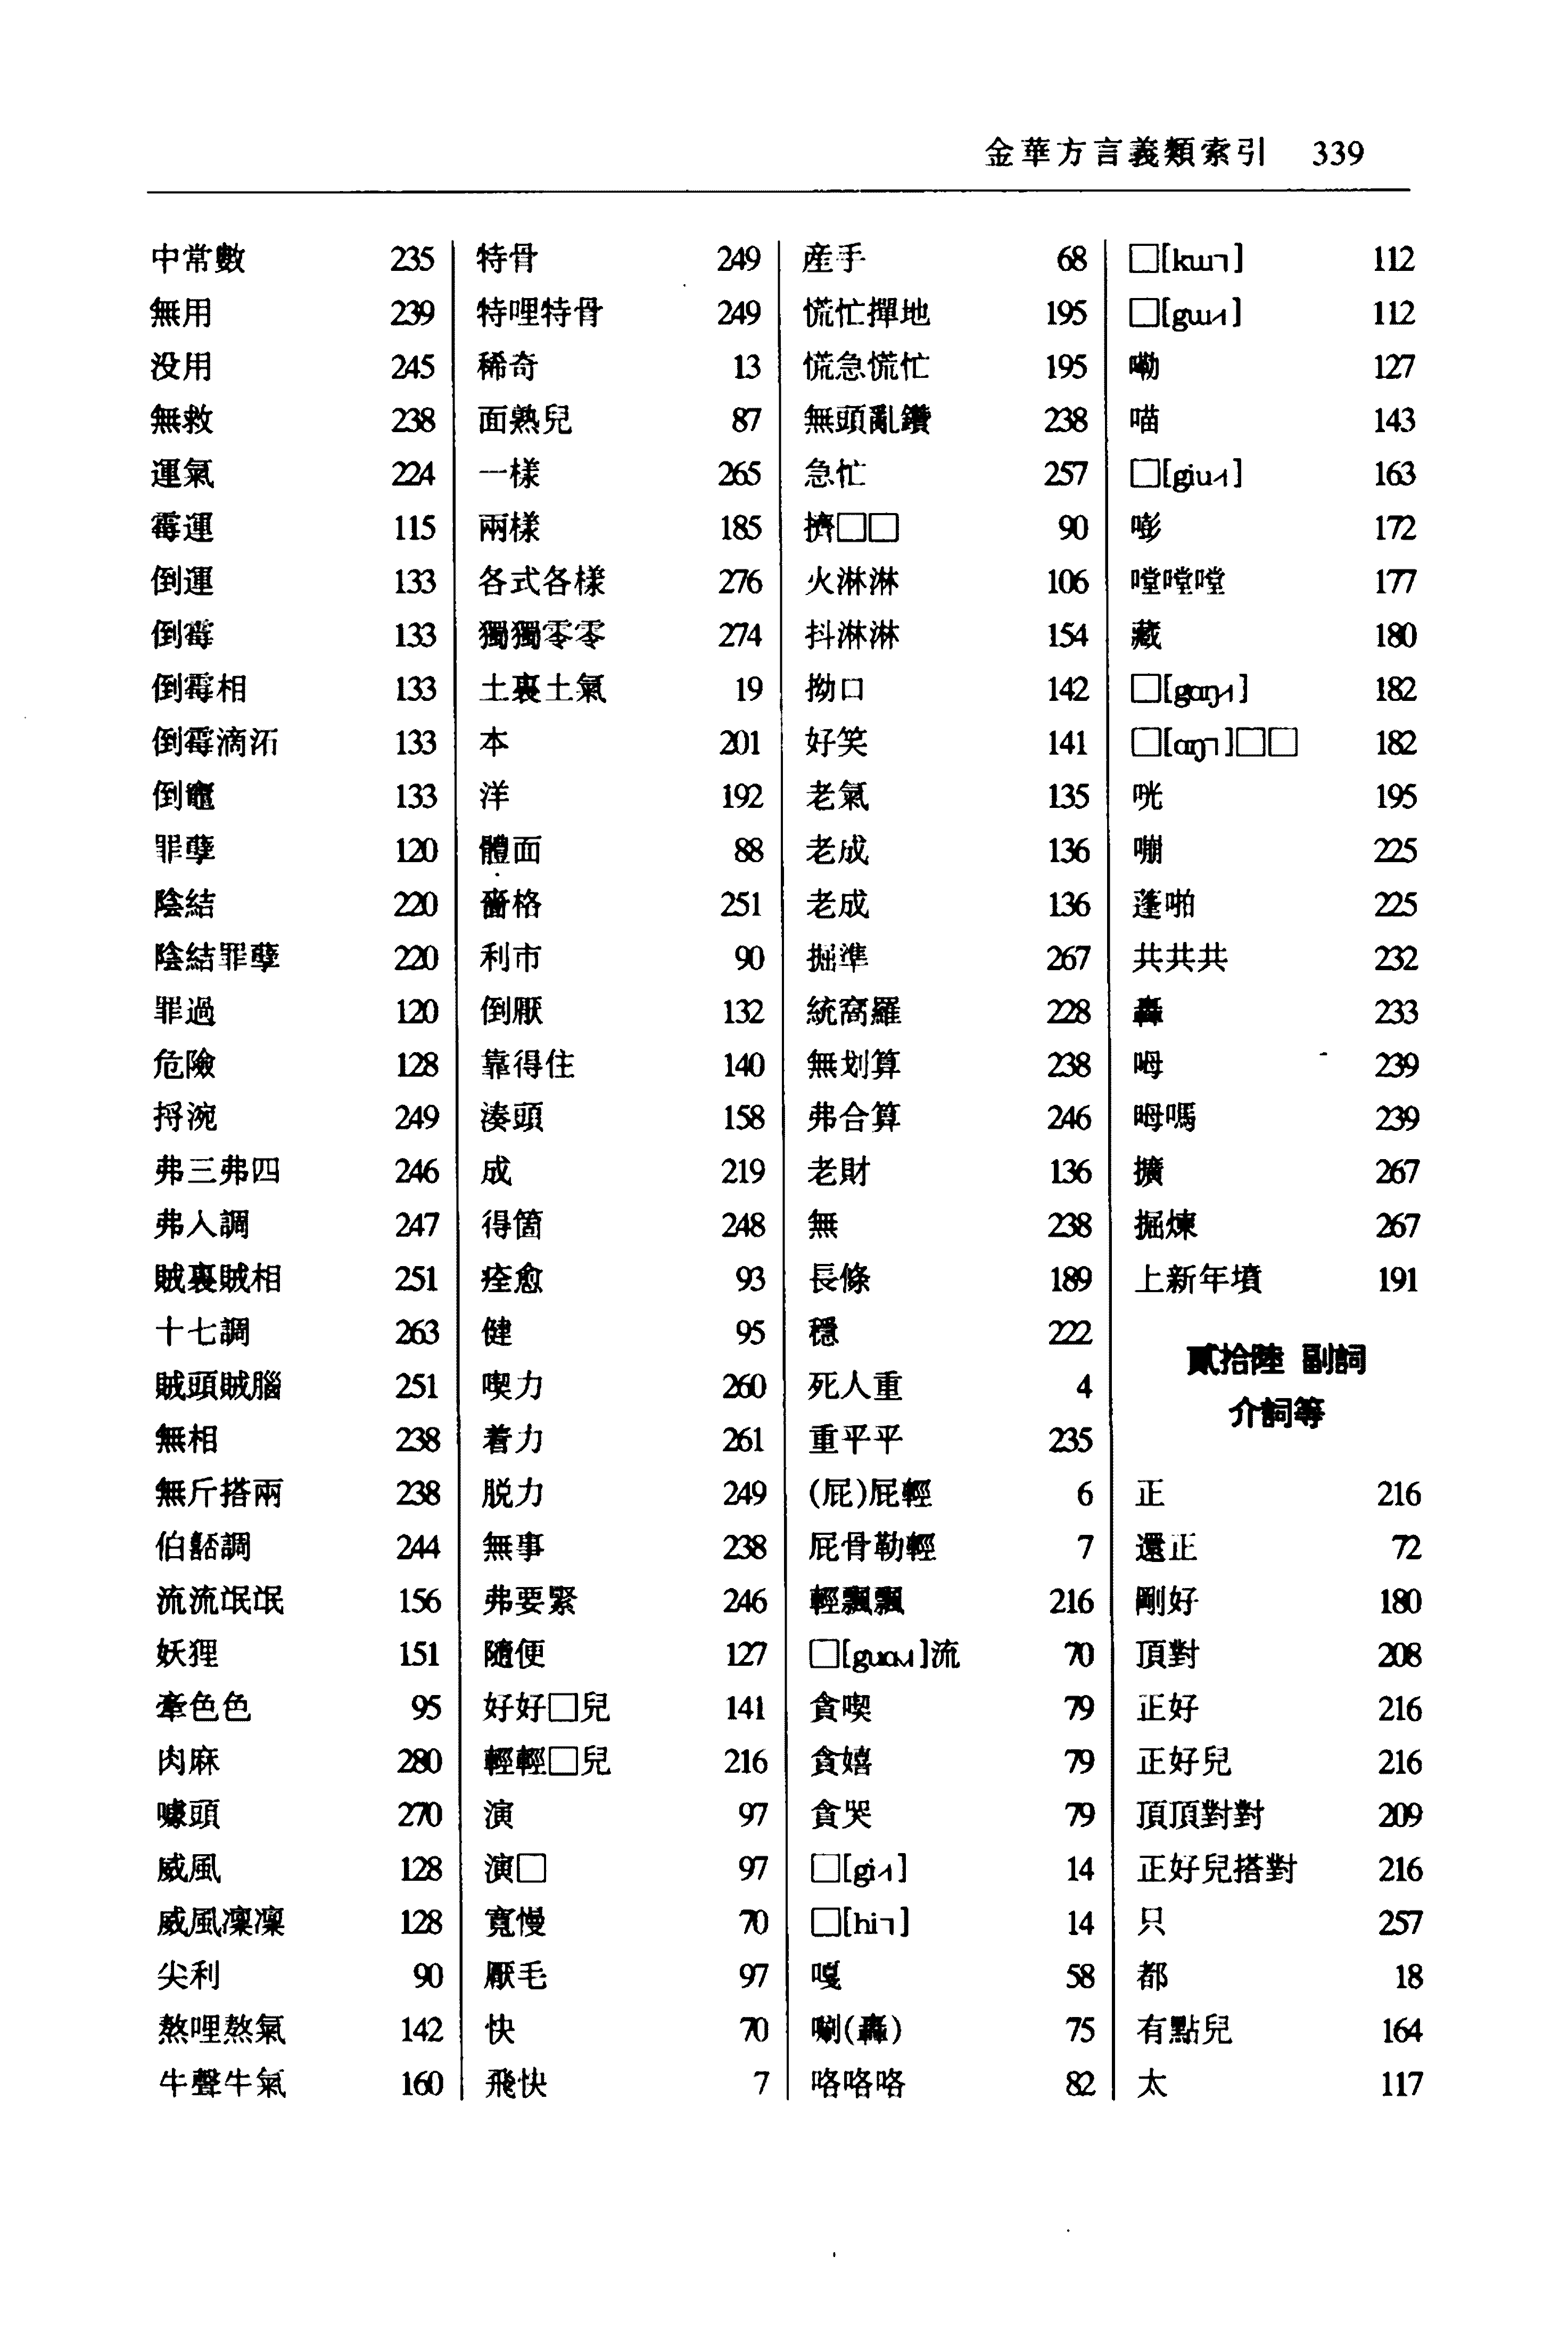 金華方言義類索引 339
中常數 235
無用 239
没用 245
無救 238
運氣 224
霉運 115
倒運 133
倒霉 133
倒霉相 133
倒霉滴㳶 133
倒竈 133
罪孽 120
陰結 220
陰結罪孽 220
罪過 120
危險 128
捋涴 249
弗三弗四 246
弗入調 247
賊裏賊相 251
十七調 263
賊頭賊腦 251
無相 238
無斤搭兩 238
伯嚭調 244
流流氓氓 156
妖狸 151
牽色色 95
肉麻 280
噱頭 270
威風 128
威風凜凜 128
尖利 90
熬哩熬氣 142
牛聲牛氣 160
特骨 249
特哩特骨 249
稀奇 13
面熟兒 87
一樣 265
兩樣 185
各式各樣 276
獨獨零零 274
土裏土氣 19
本 201
洋 192
體面 88
嗇格 251
利市 90
倒厭 132
靠得住 140
湊頭 158
成 219
得箇 248
痊愈 93
健 95
喫力 260
着力 261
脱力 249
無事 238
弗要緊 246
隨便 127
好好□兒 141
輕輕□兒 216
演 97
演□ 97
寬慢 70
厭毛 97
快 70
飛快 7
産手 68
慌忙撣地 195
慌急慌忙 195
無頭亂鑽 238
急忙 257
擠□□ 90
火淋淋 106
抖淋淋 154
拗口 142
好笑 141
老氣 135
老成 136
老成 136
掘準 267
統窩羅 228
無划算 238
弗合算 246
老財 136
無 238
長條 189
穩 222
死人重 4
重平平 235
(屁)屁輕 6
屁骨勒輕 7
輕飄飄 216
□[guɑ˩˧]流 70
貪喫 79
貪嬉 79
貪哭 79
□[gi˨˦] 14
□[hi˥] 14
嘎 58
唰(轟) 75
咯咯咯 82
□[kɯ˥] 112
□[gɯ˨˦] 112
嘞 127
喵 143
□[giu˨˦] 163
嘭 172
嘡嘡嘡 177
藏 180
□[gɑŋ˨˦] 182
□[ɑŋ˥]□□ 182
咣 195
嘣 225
蓬啪 225
共共共 232
轟 233
呣 239
呣嗎 239
擴 267
掘煉 267
上新年墳 191
貳拾陸 副詞
介詞等
正 216
還正 72
剛好 180
頂對 208
正好 216
正好兒 216
頂頂對對 209
正好兒搭對 216
只 257
都 18
有點兒 164
太 117